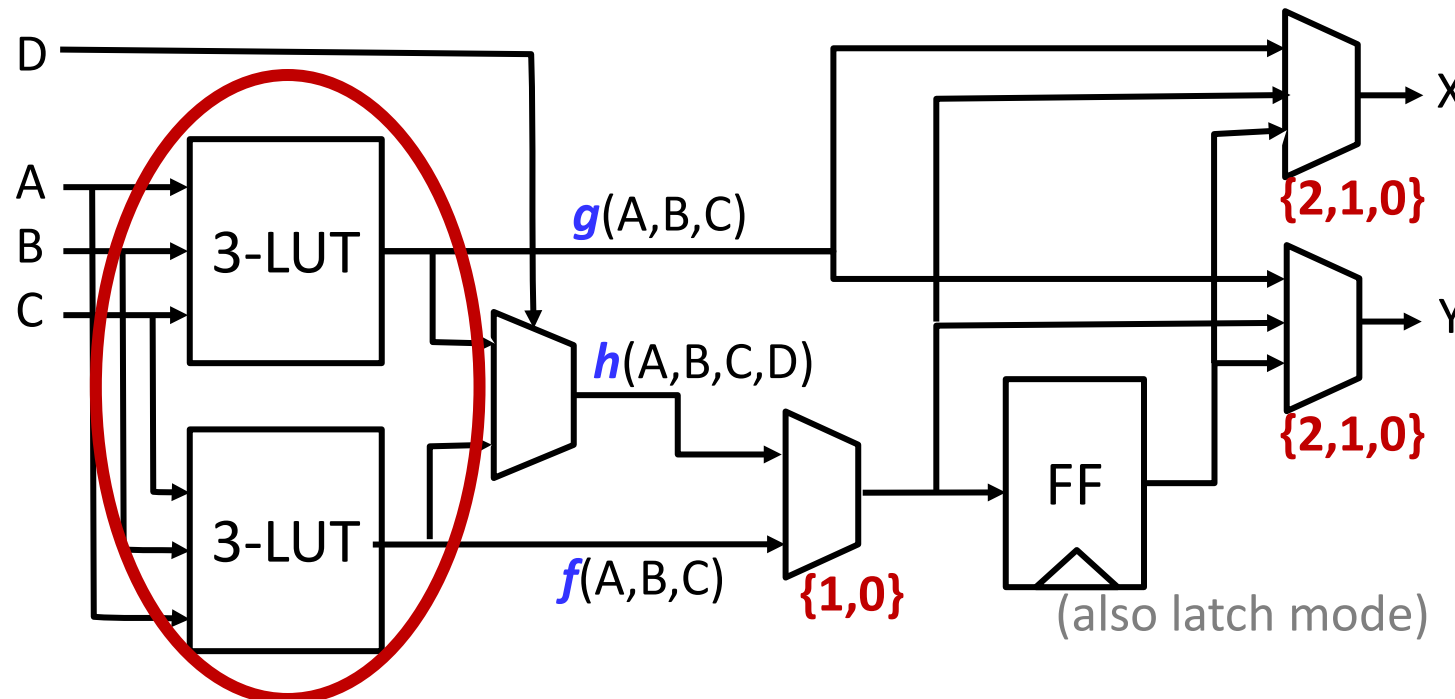 D
X
A
3-LUT
g(A,B,C)
{2,1,0}
B
C
Y
h(A,B,C,D)
{2,1,0}
3-LUT
FF
f(A,B,C)
{1,0}
(also latch mode)